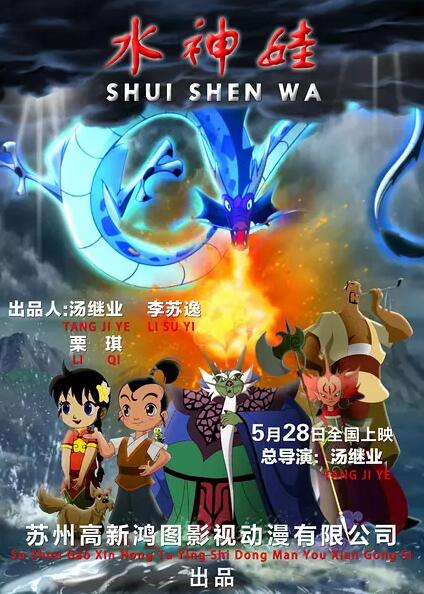 水神娃
SHUI SHEN WA
出品人:汤继业 李苏逸
TANG JI YE LI SU YI
栗 琪
LI QI
5月28日全国上映
总导演: 汤继业
TANG JI YE
苏州高新鸿图影视动漫有限公司
Su Zhou Gao Xin Hong Tu Ying Shi Dong Man You Xian Gong Si
出品